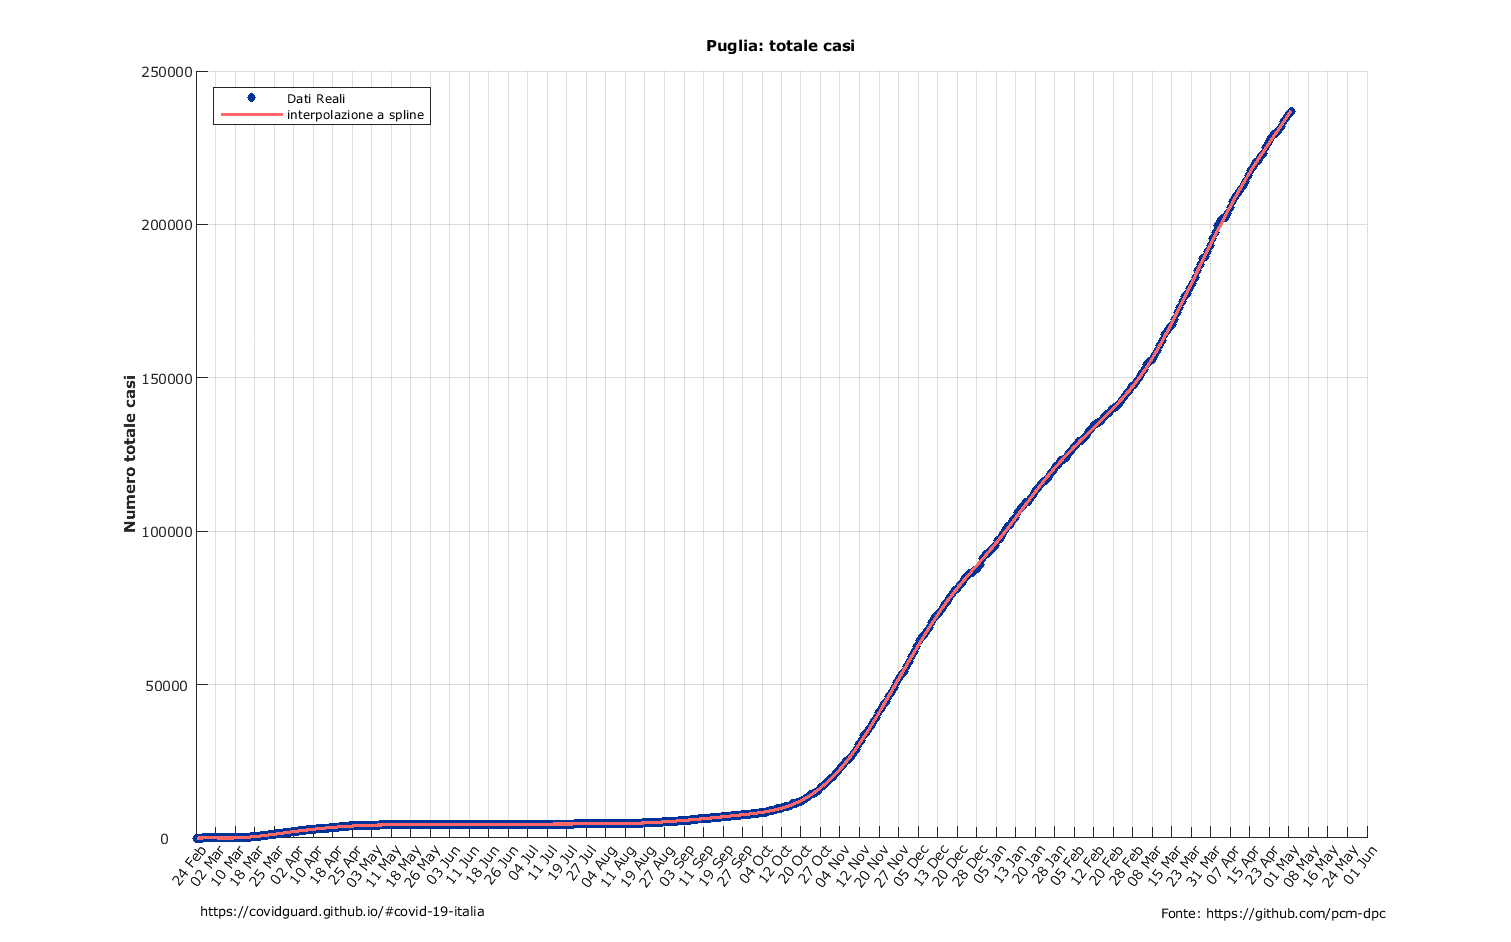 Puglia: totale casi
250000
Dati Reali
interpolazione a spline
200000
150000
Numero totale casi
100000
50000
0
24 Feb
02 Mar
10 Mar
18 Mar
25 Mar
02 Apr
10 Apr
18 Apr
25 Apr
03 May
11 May
18 May
26 May
03 Jun
11 Jun
18 Jun
26 Jun
04 Jul
11 Jul
19 Jul
27 Jul
04 Aug
11 Aug
19 Aug
27 Aug
03 Sep
11 Sep
19 Sep
27 Sep
04 Oct
12 Oct
20 Oct
27 Oct
04 Nov
12 Nov
20 Nov
27 Nov
05 Dec
13 Dec
20 Dec
28 Dec
05 Jan
13 Jan
20 Jan
28 Jan
05 Feb
12 Feb
20 Feb
28 Feb
08 Mar
15 Mar
23 Mar
31 Mar
07 Apr
15 Apr
23 Apr
01 May
08 May
16 May
24 May
01 Jun
https://covidguard.github.io/#covid-19-italia
Fonte: https://github.com/pcm-dpc